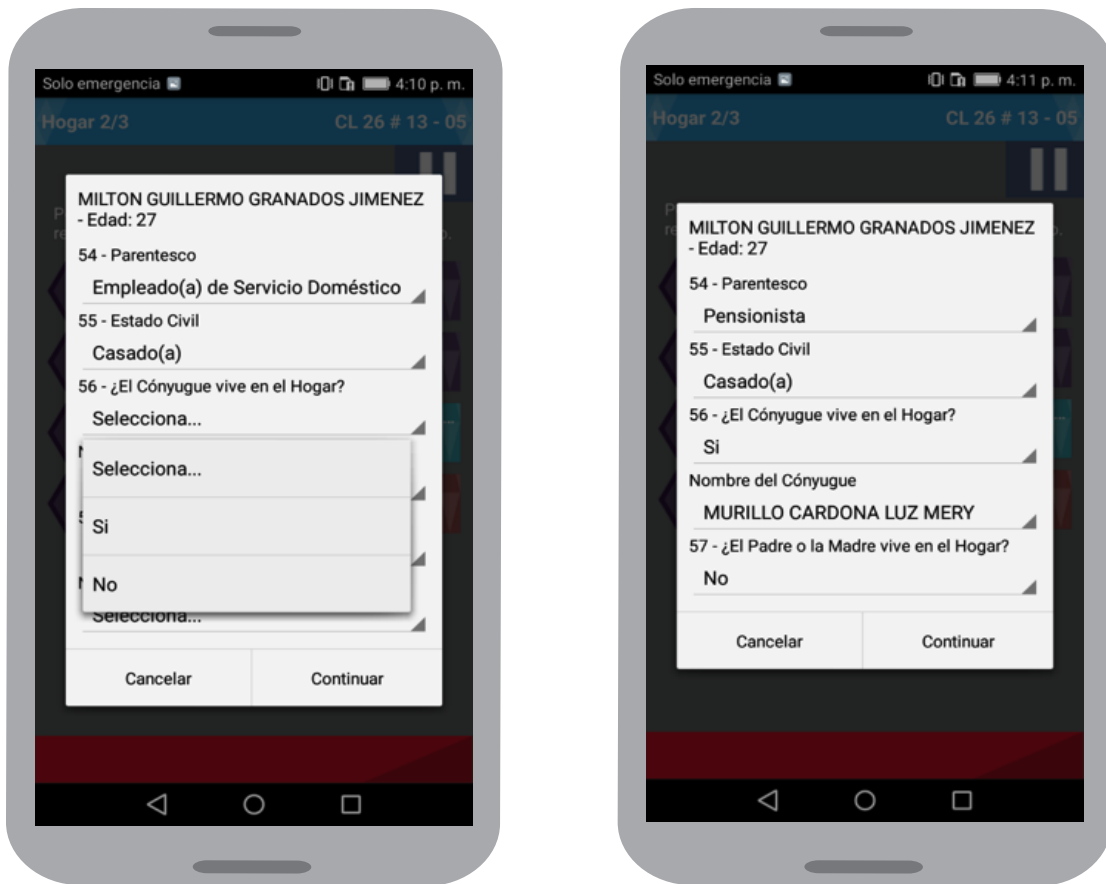 Solo emergencia
4:10 p. m.
Hogar 2/3
CL 26 # 13 - 05
MILTON GUILLERMO GRANADOS JIMENEZ
- Edad: 27
54 - Parentesco
Empleado(a) de Servicio Doméstico
55 - Estado Civil
Casado(a)
56 - ¿El Cónyugue vive en el Hogar?
Selecciona...
Selecciona...
Si
No
Selecciona...
Cancelar
Continuar
Solo emergencia
4:11 p. m.
Hogar 2/3
CL 26 # 13 - 05
MILTON GUILLERMO GRANADOS JIMENEZ
- Edad: 27
54 - Parentesco
Pensionista
55 - Estado Civil
Casado(a)
56 - ¿El Cónyugue vive en el Hogar?
Si
Nombre del Cónyugue
MURILLO CARDONA LUZ MERY
57 - ¿El Padre o la Madre vive en el Hogar?
No
Cancelar
Continuar